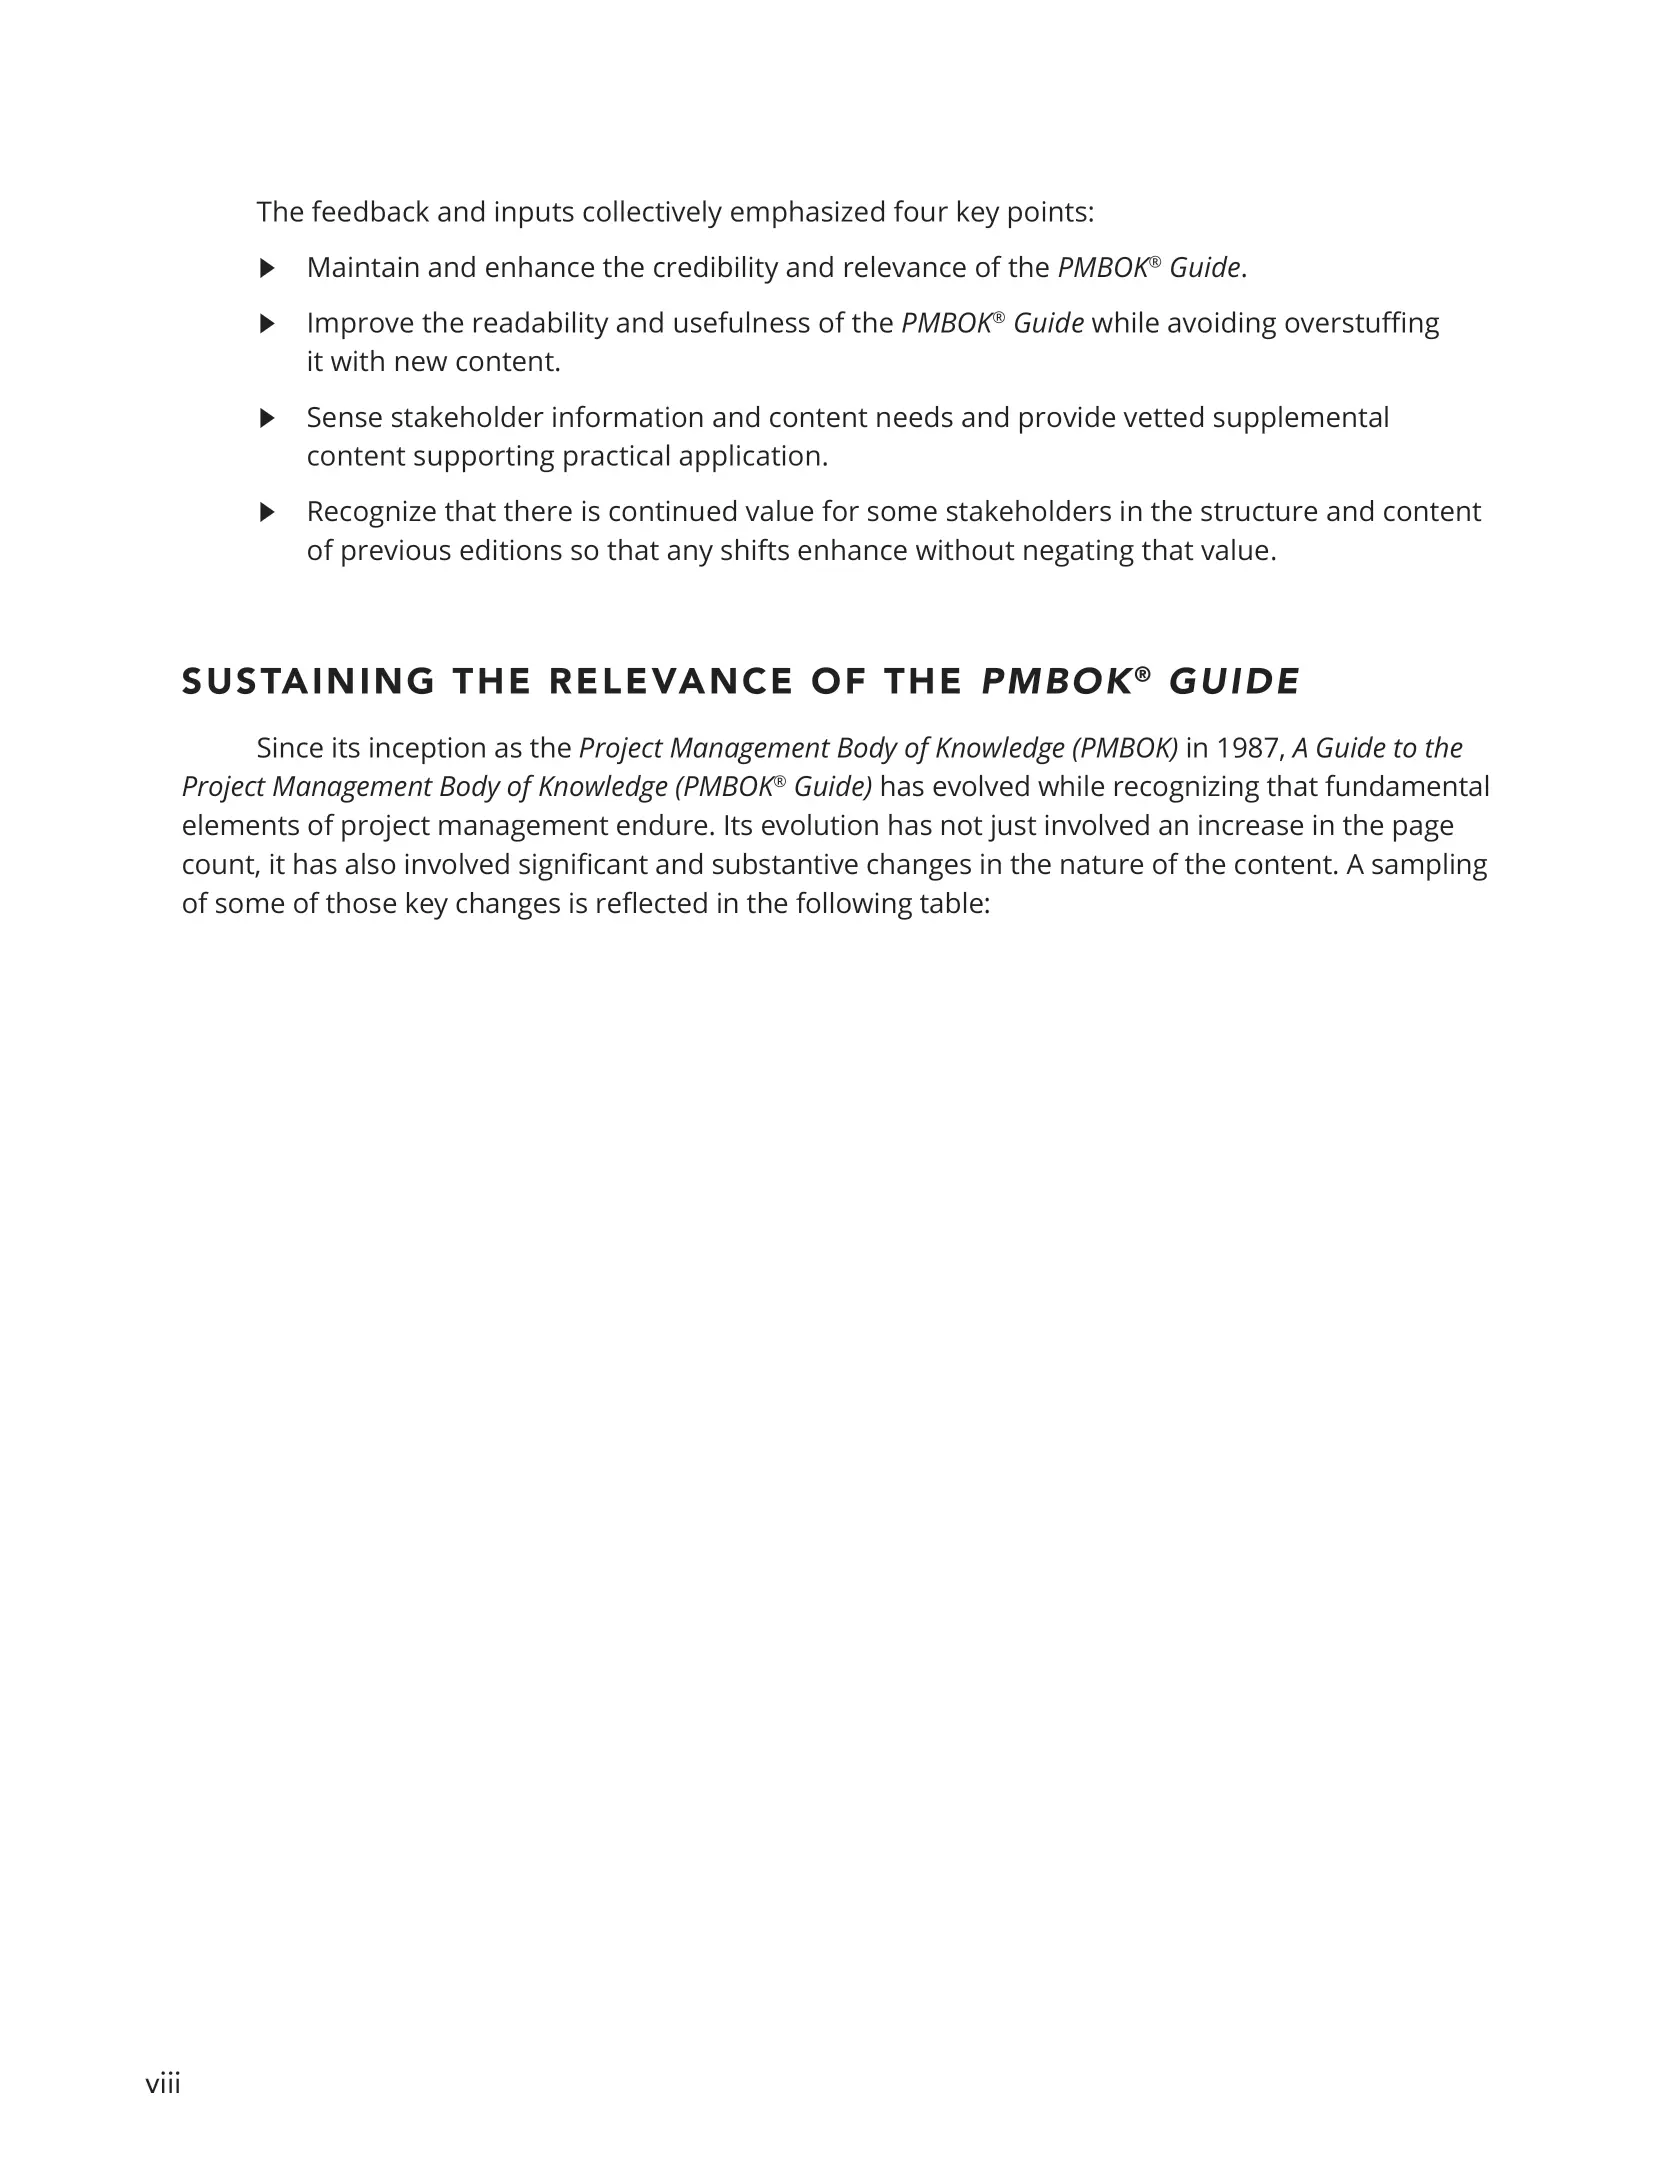 The feedback and inputs collectively emphasized four key points:
▶ Maintain and enhance the credibility and relevance of the PMBOK® Guide.
▶ Improve the readability and usefulness of the PMBOK® Guide while avoiding overstuffing
it with new content.
▶ Sense stakeholder information and content needs and provide vetted supplemental
content supporting practical application.
▶ Recognize that there is continued value for some stakeholders in the structure and content
of previous editions so that any shifts enhance without negating that value.
SUSTAINING THE RELEVANCE OF THE PMBOK® GUIDE
Since its inception as the Project Management Body of Knowledge (PMBOK) in 1987, A Guide to the
Project Management Body of Knowledge (PMBOK® Guide) has evolved while recognizing that fundamental
elements of project management endure. Its evolution has not just involved an increase in the page
count, it has also involved significant and substantive changes in the nature of the content. A sampling
of some of those key changes is reflected in the following table:
viii